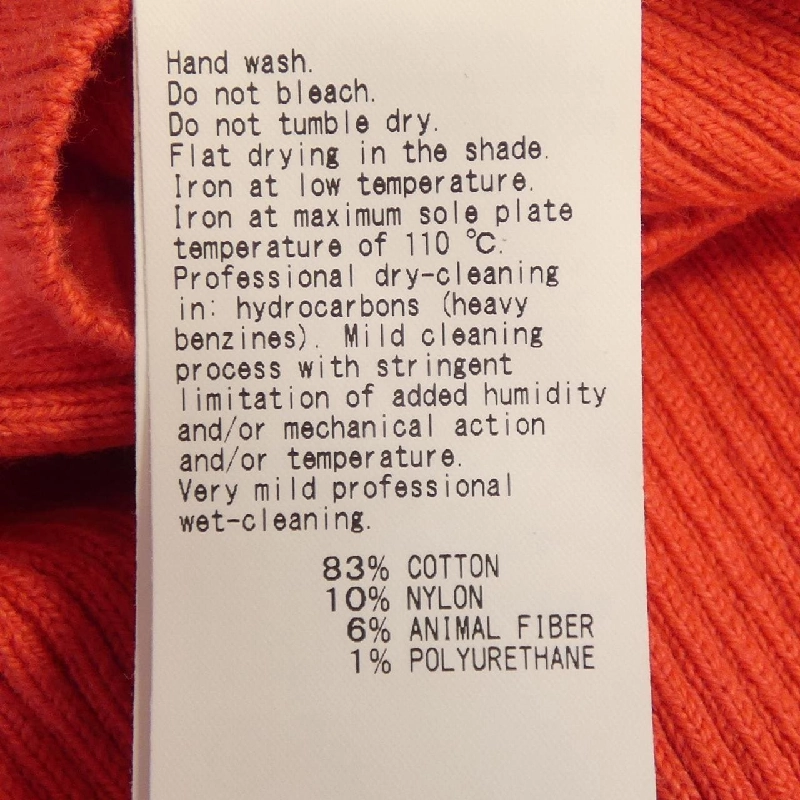 Hand wash.
Do not bleach.
Do not tumble dry.
Flat drying in the shade.
Iron at low temperature.
Iron at maximum sole plate
temperature of 110 ℃.
Professional dry-cleaning
in: hydrocarbons (heavy
benzines). Mild cleaning
process with stringent
limitation of added humidity
and/or mechanical action
and/or temperature.
Very mild professional
wet-cleaning.
83% COTTON
10% NYLON
6% ANIMAL FIBER
1% POLYURETHANE